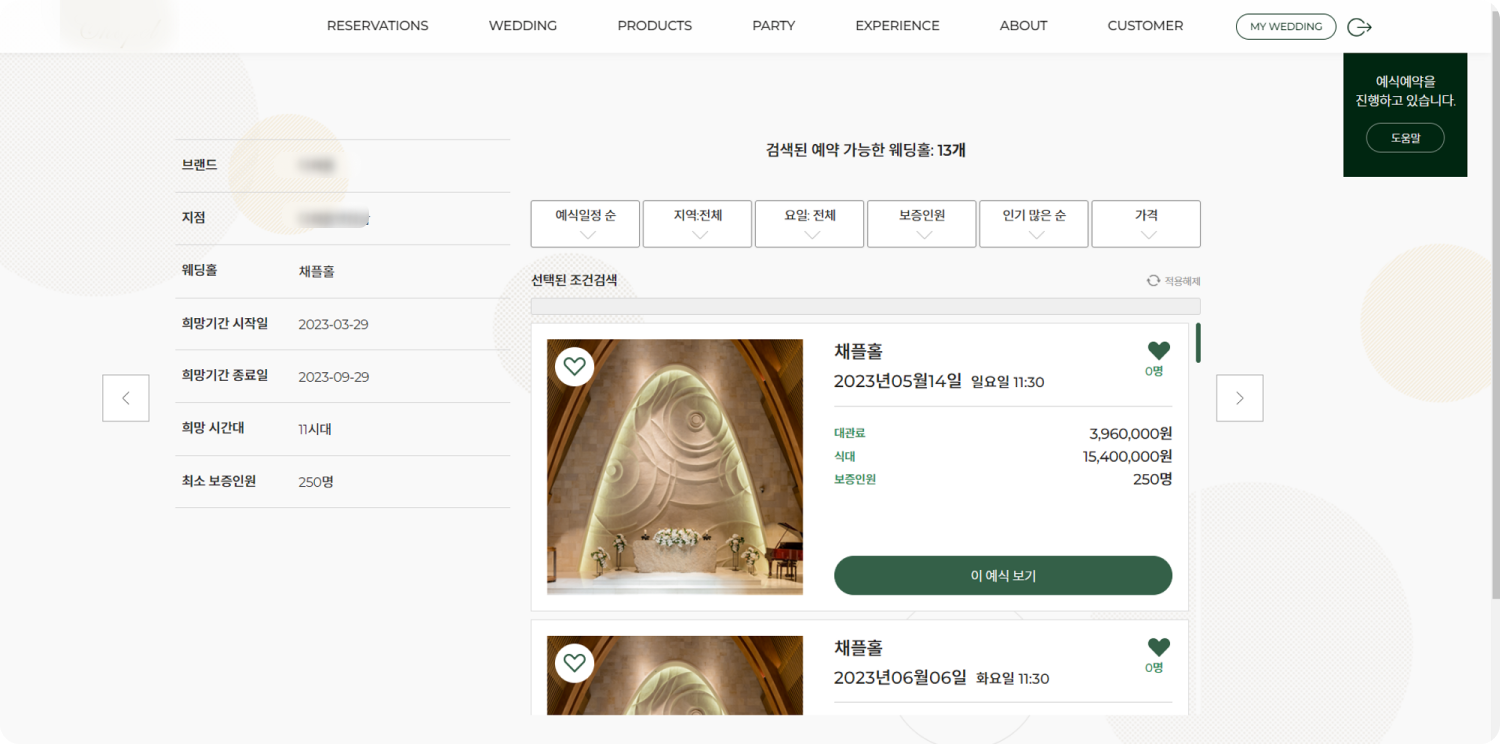 RESERVATIONS WEDDING PRODUCTS PARTY EXPERIENCE ABOUT CUSTOMER MY WEDDING
예식예약을
진행하고 있습니다.
도움말
브랜드
지점
웨딩홀 채플홀
희망기간 시작일 2023-03-29
희망기간 종료일 2023-09-29
희망 시간대 11시대
최소 보증인원 250명
검색된 예약 가능한 웨딩홀: 13개
예식일정 순 지역:전체 요일: 전체 보증인원 인기 많은 순 가격
선택된 조건검색 적용해제
채플홀
0명
2023년05월14일 일요일 11:30
대관료 3,960,000원
식대 15,400,000원
보증인원 250명
이 예식 보기
채플홀
0명
2023년06월06일 화요일 11:30